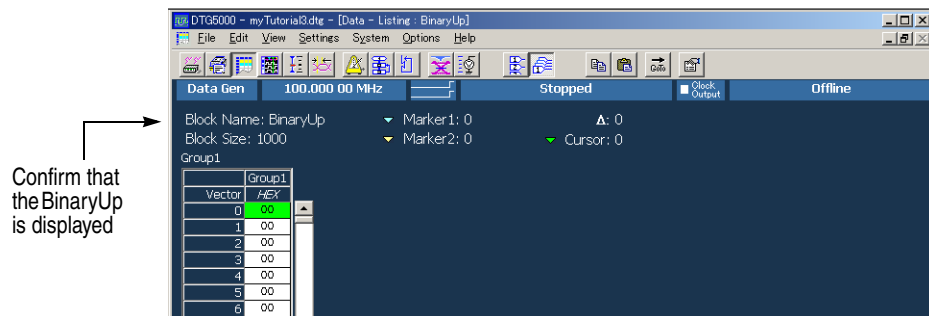 DTG5000 - myTutorial3.dtg - [Data - Listing : BinaryUp]
File Edit View Settings System Options Help
Goto
Data Gen 100.000 00 MHz Stopped Clock Output Offline
Block Name: BinaryUp Marker1: 0 Δ: 0
Block Size: 1000 Marker2: 0 Cursor: 0
Group1
Confirm that
the BinaryUp
is displayed
Group1
Vector HEX
0 00
1 00
2 00
3 00
4 00
5 00
6 00